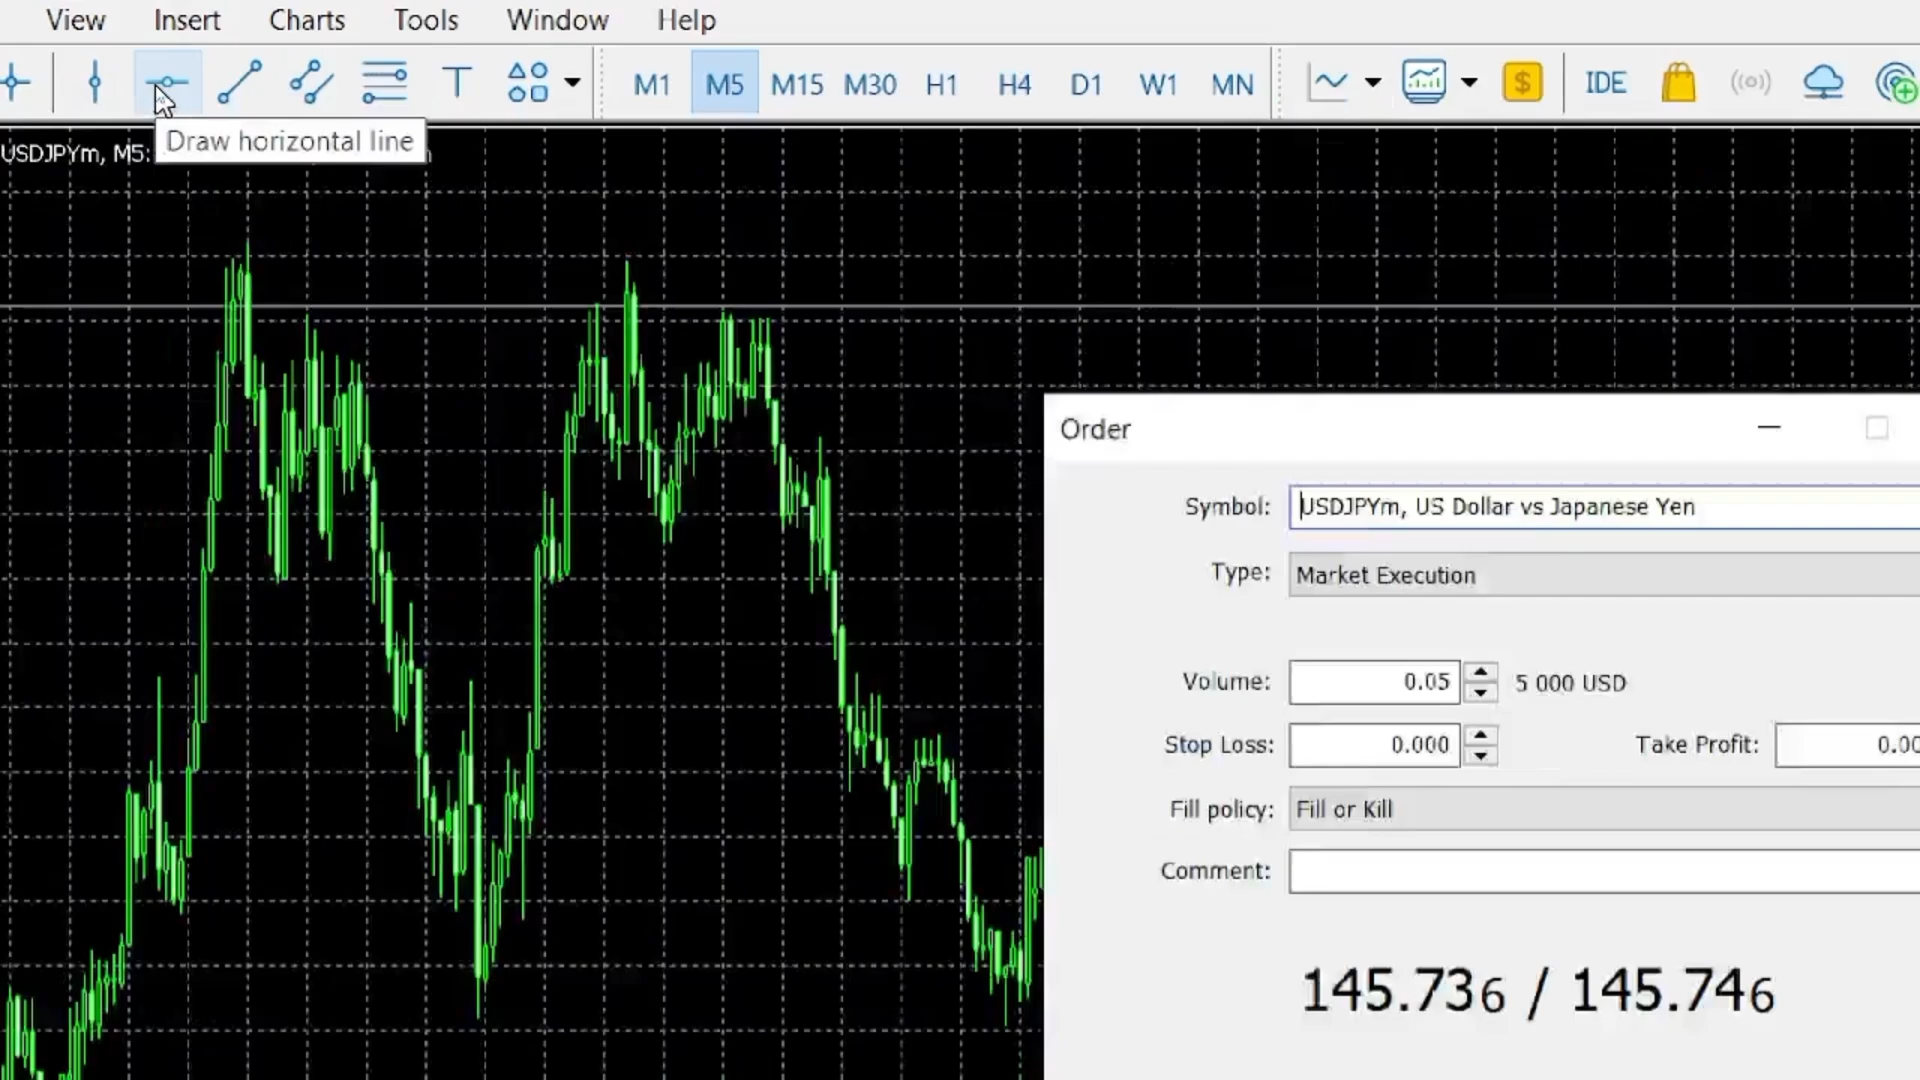 View Insert Charts Tools Window Help
T M1 M5 M15 M30 H1 H4 D1 W1 MN $ IDE
USDJPYm, M5:
Draw horizontal line
Order
Symbol: USDJPYm, US Dollar vs Japanese Yen
Type: Market Execution
Volume: 0.05 5 000 USD
Stop Loss: 0.000 Take Profit: 0.00
Fill policy: Fill or Kill
Comment:
145.736 / 145.746